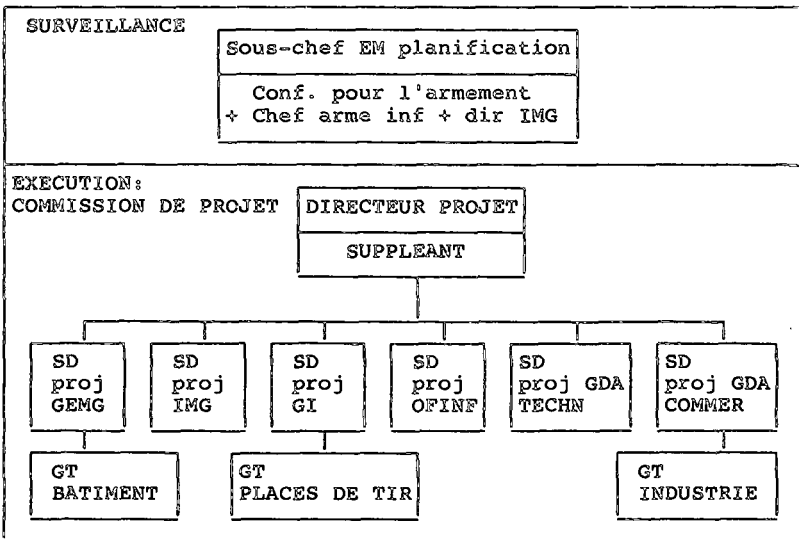 SURVEILLANCE
Sous-chef EM planification
Conf. pour l'armement
+ Chef arme inf + dir IMG
EXECUTION:
COMMISSION DE PROJET
DIRECTEUR PROJET
SUPPLEANT
SD
proj
GEMG
SD
proj
IMG
SD
proj
GI
SD
proj
OFINF
SD
proj GDA
TECHN
SD
proj GDA
COMMER
GT
BATIMENT
GT
PLACES DE TIR
GT
INDUSTRIE